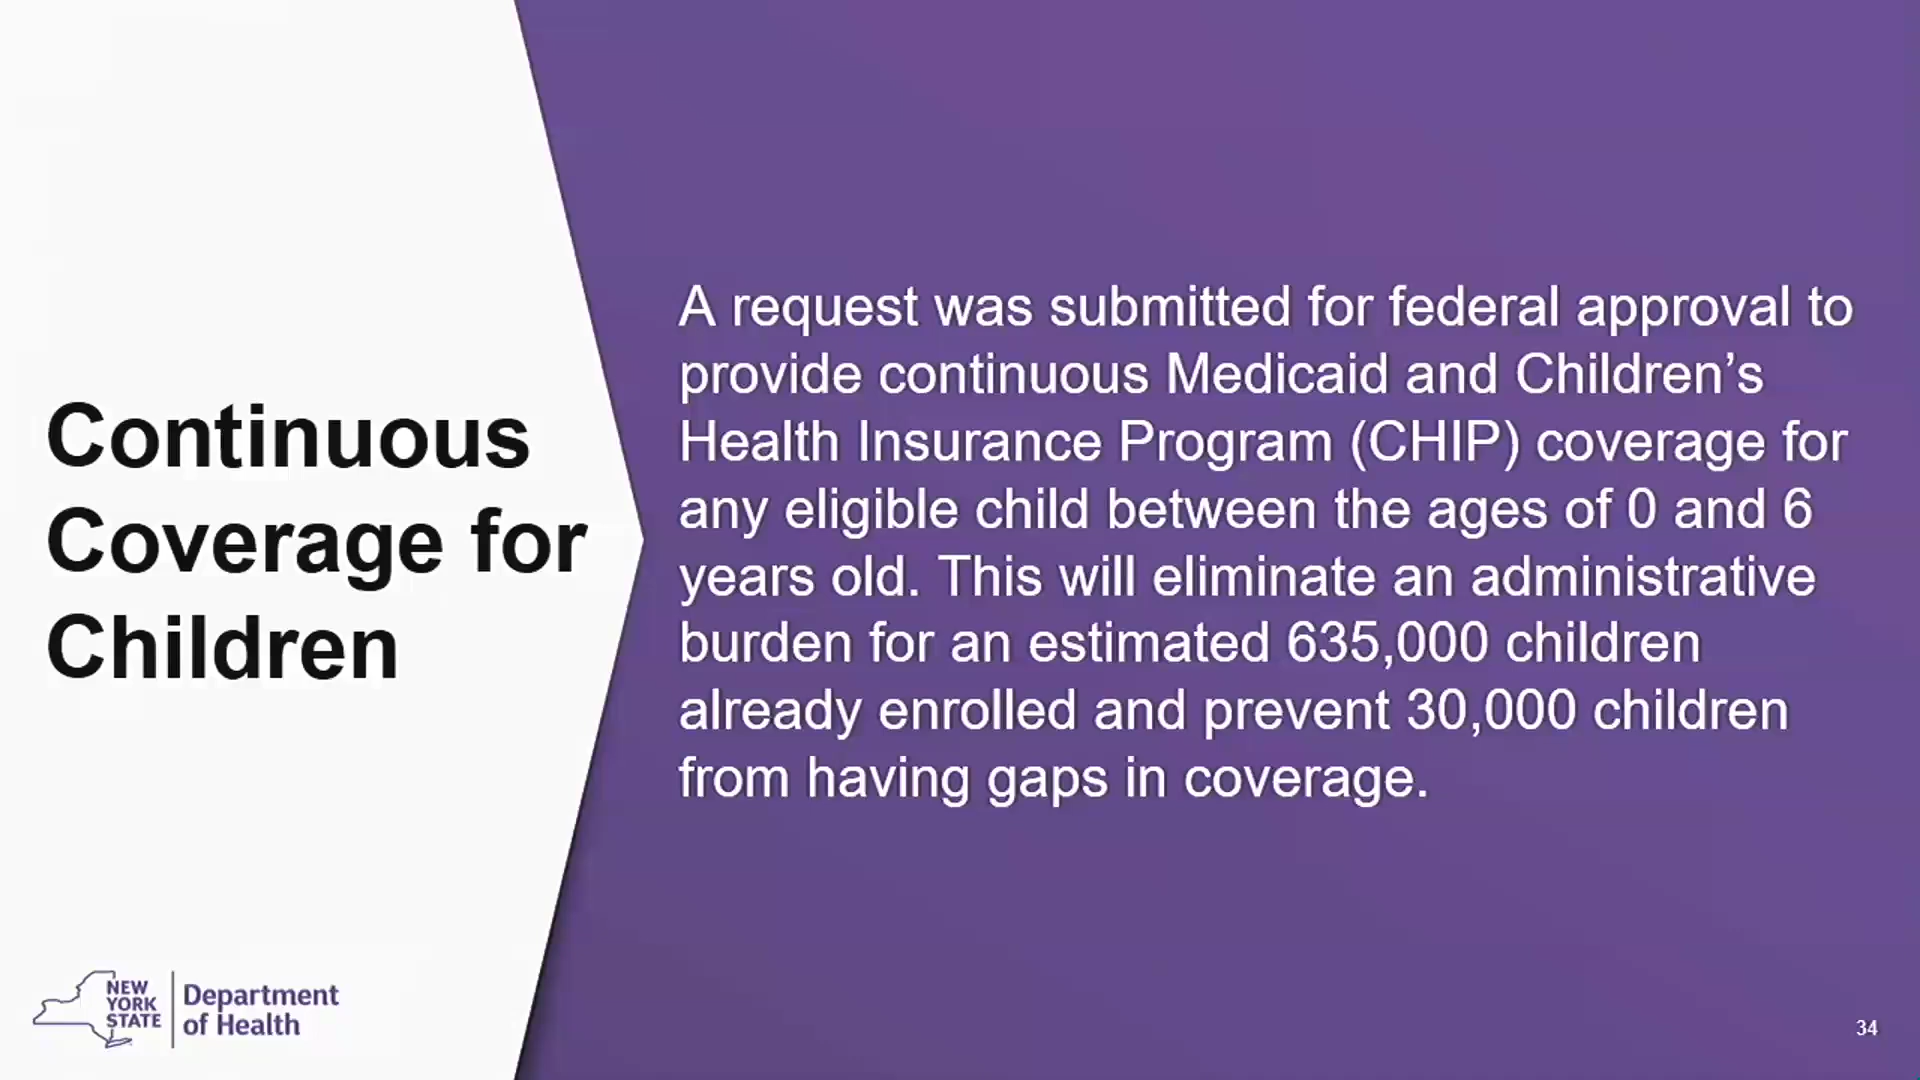 Continuous
Coverage for
Children
A request was submitted for federal approval to
provide continuous Medicaid and Children’s
Health Insurance Program (CHIP) coverage for
any eligible child between the ages of 0 and 6
years old. This will eliminate an administrative
burden for an estimated 635,000 children
already enrolled and prevent 30,000 children
from having gaps in coverage.
NEW
YORK
STATE
Department
of Health
34